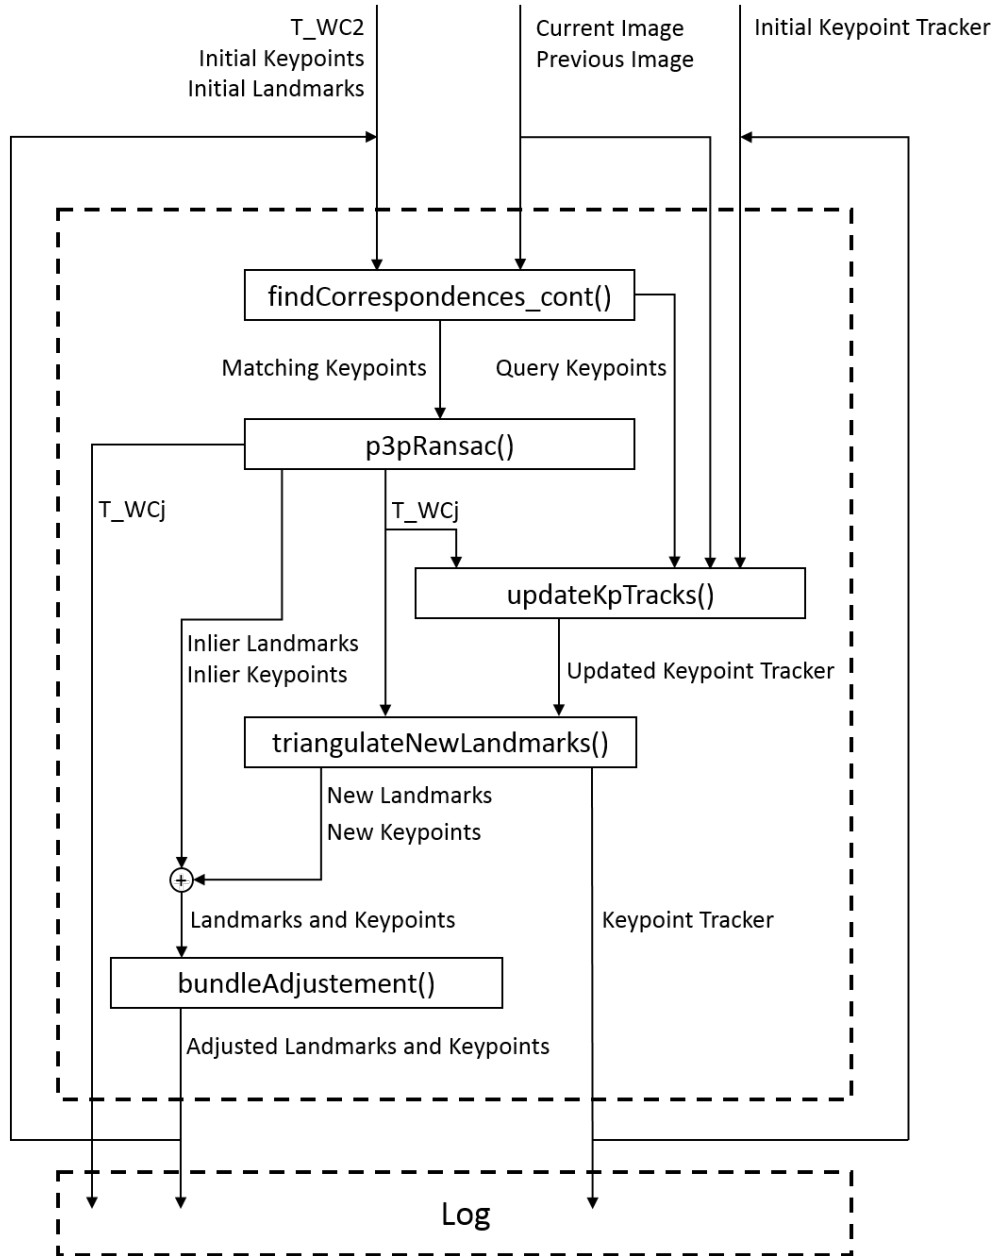 T_WC2
Initial Keypoints
Initial Landmarks
Current Image
Previous Image
Initial Keypoint Tracker
findCorrespondences_cont()
Matching Keypoints
Query Keypoints
p3pRansac()
T_WCj
T_WCj
updateKpTracks()
Inlier Landmarks
Inlier Keypoints
Updated Keypoint Tracker
triangulateNewLandmarks()
New Landmarks
New Keypoints
+
Landmarks and Keypoints
Keypoint Tracker
bundleAdjustement()
Adjusted Landmarks and Keypoints
Log